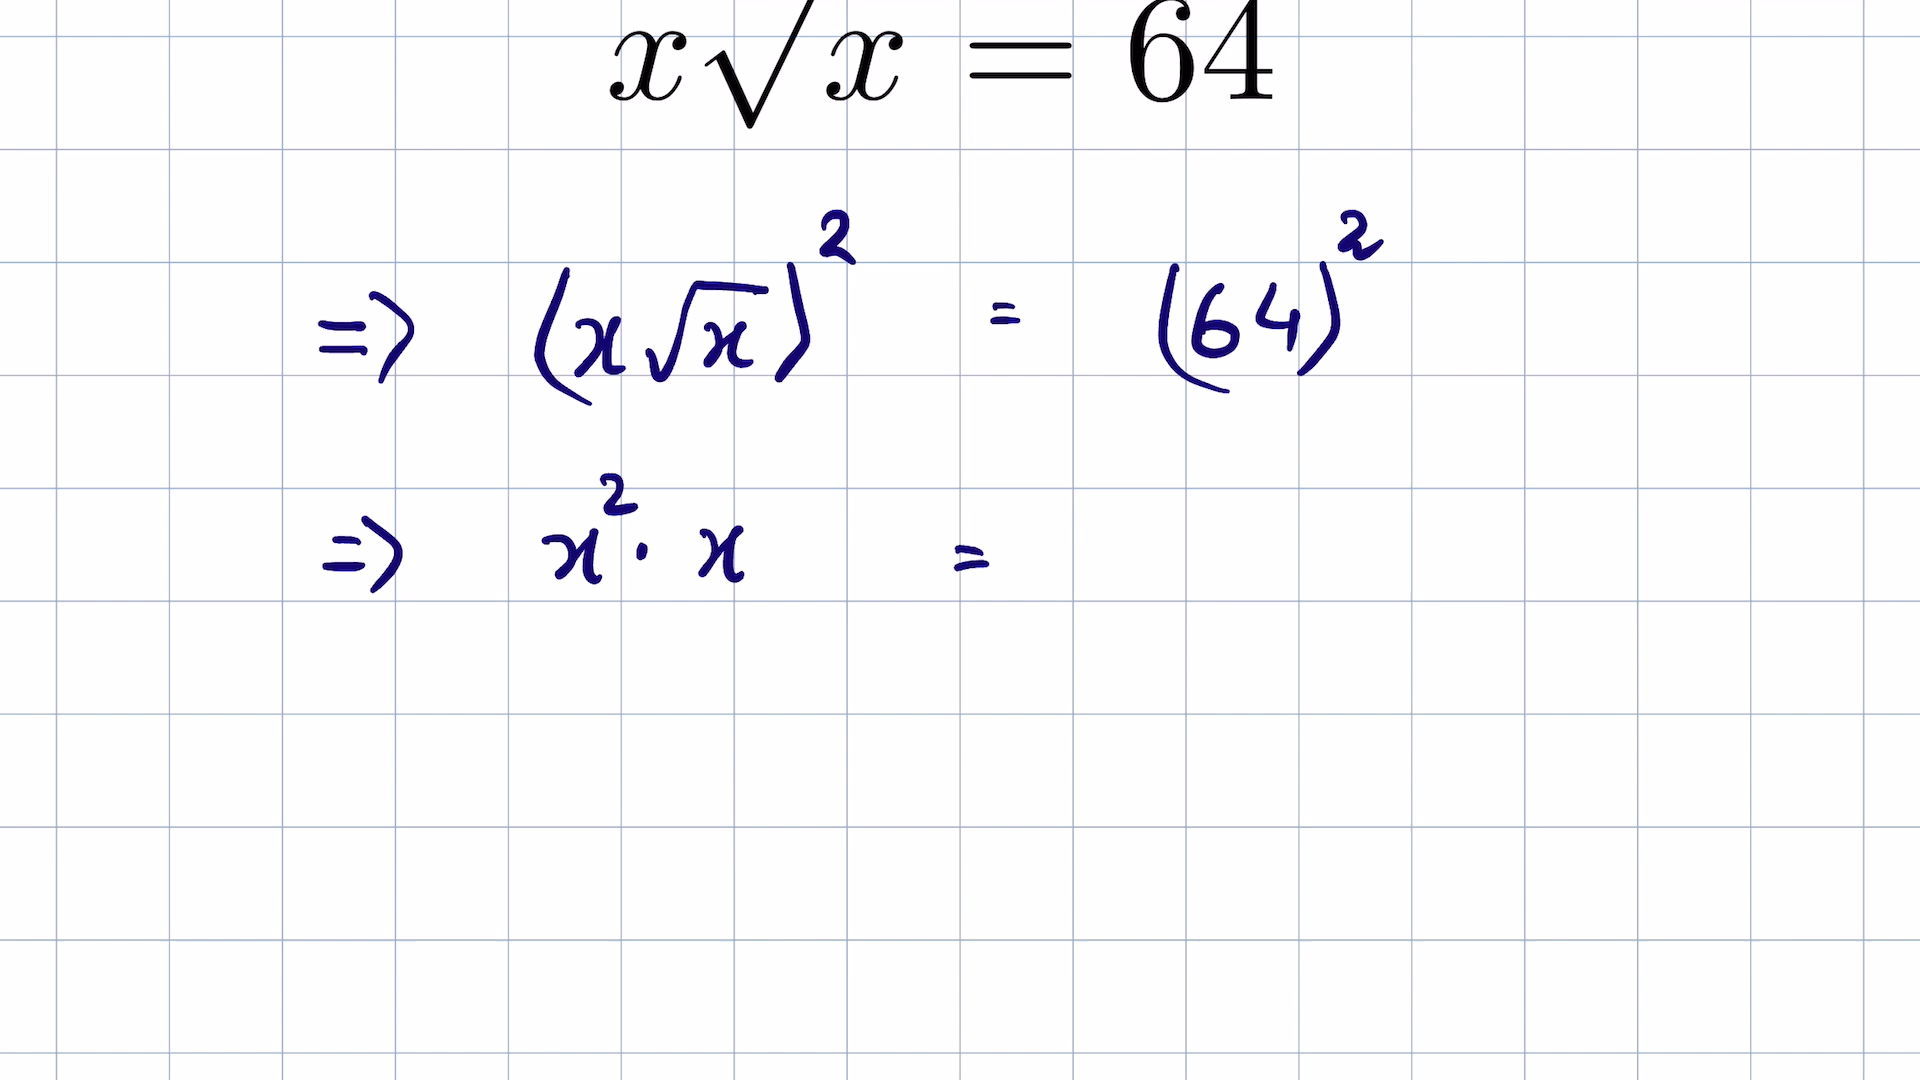 x√x = 64
=> (x√x)² = (64)²
=> x² · x =